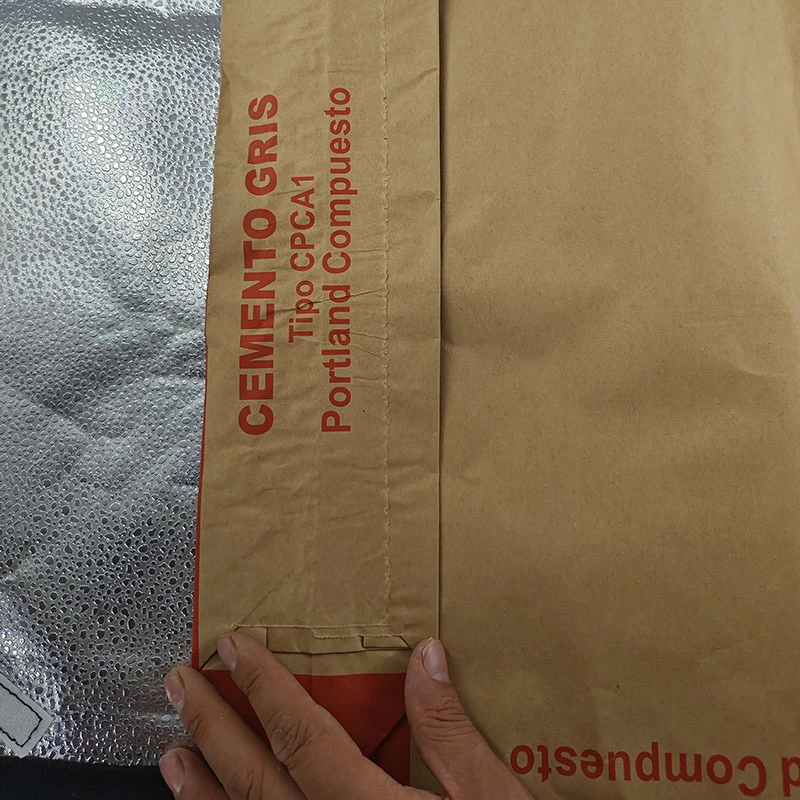 CEMENTO GRIS
Tipo CPCA1
Portland Compuesto
d Compuesto